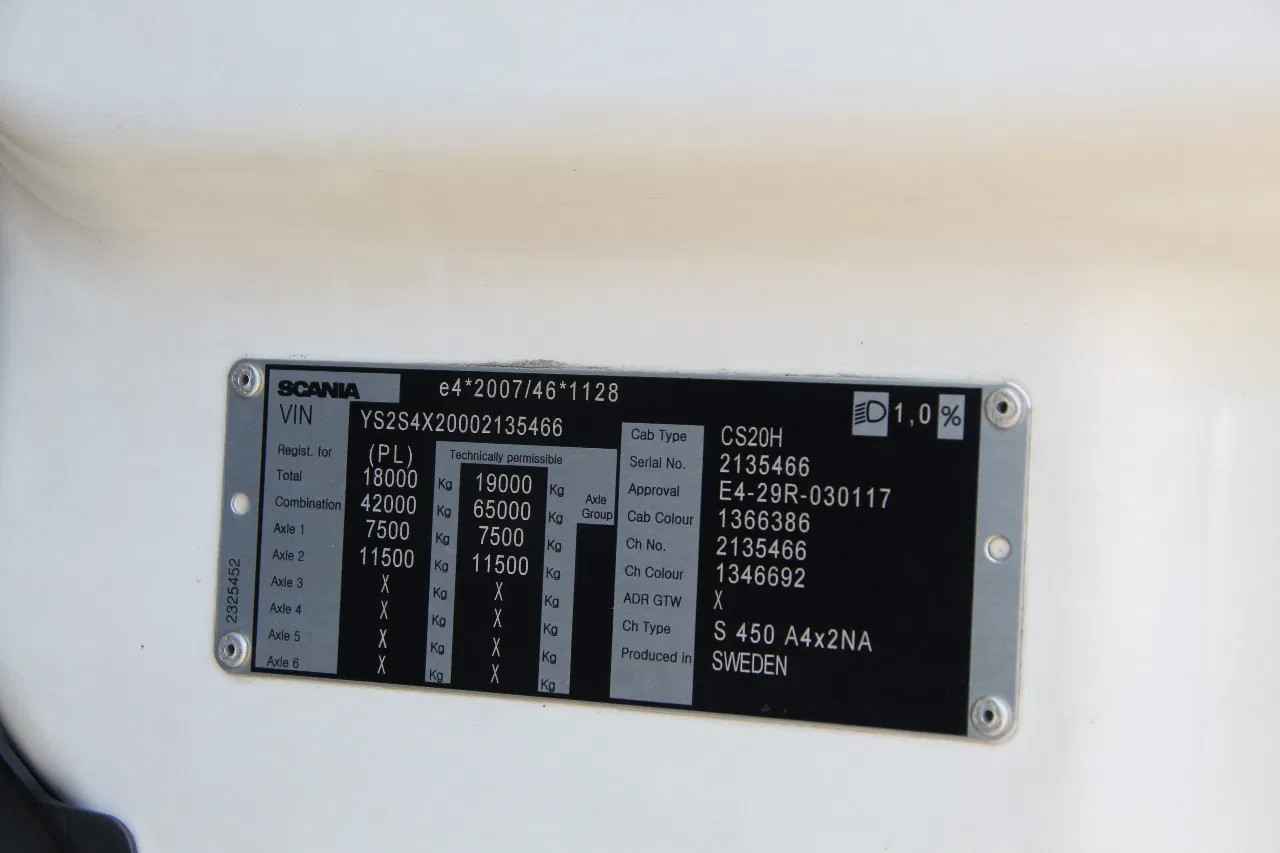 SCANIA e4*2007/46*1128 1,0 %
VIN YS2S4X20002135466
Regist. for (PL) Technically permissible
Total 18000 Kg 19000 Kg
Combination 42000 Kg 65000 Kg Axle Group
Axle 1 7500 Kg 7500 Kg
Axle 2 11500 Kg 11500 Kg
Axle 3 X Kg X Kg
Axle 4 X Kg X Kg
Axle 5 X Kg X Kg
Axle 6 X Kg X Kg
Cab Type CS20H
Serial No. 2135466
Approval E4-29R-030117
Cab Colour 1366386
Ch No. 2135466
Ch Colour 1346692
ADR GTW X
Ch Type S 450 A4x2NA
Produced in SWEDEN
2325452